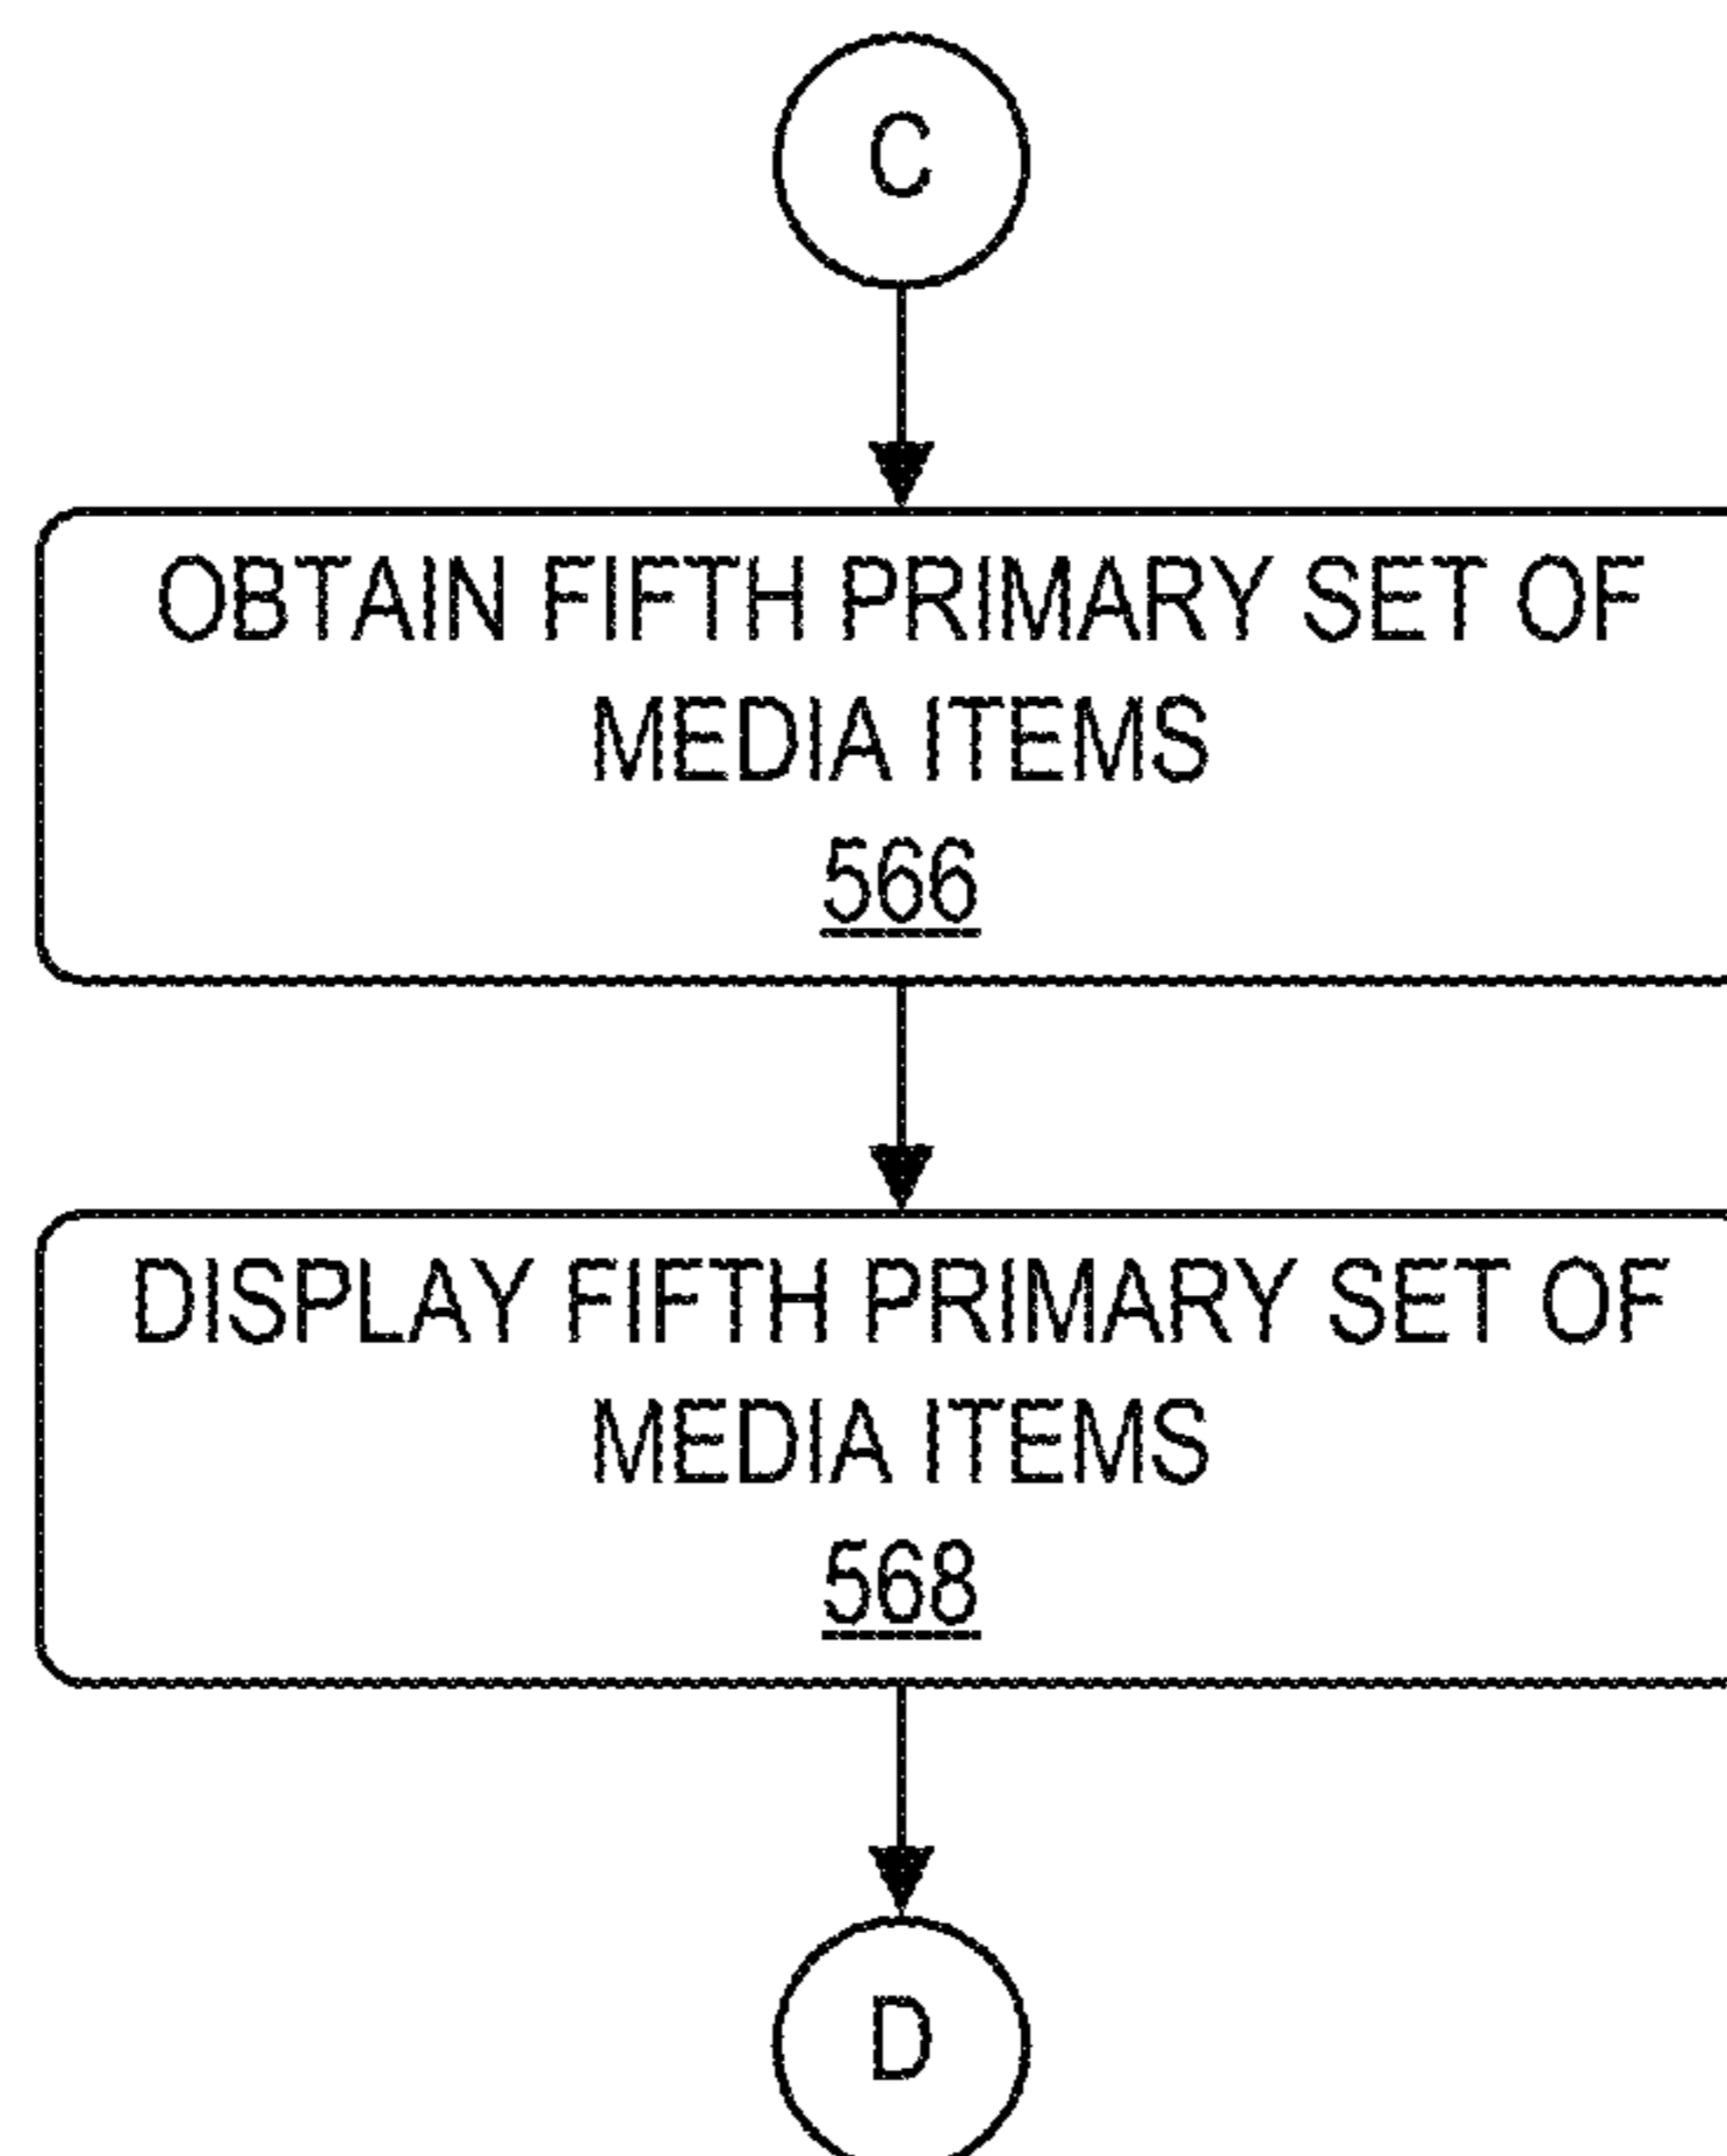 C
OBTAIN FIFTH PRIMARY SET OF
MEDIA ITEMS
566
DISPLAY FIFTH PRIMARY SET OF
MEDIA ITEMS
568
D